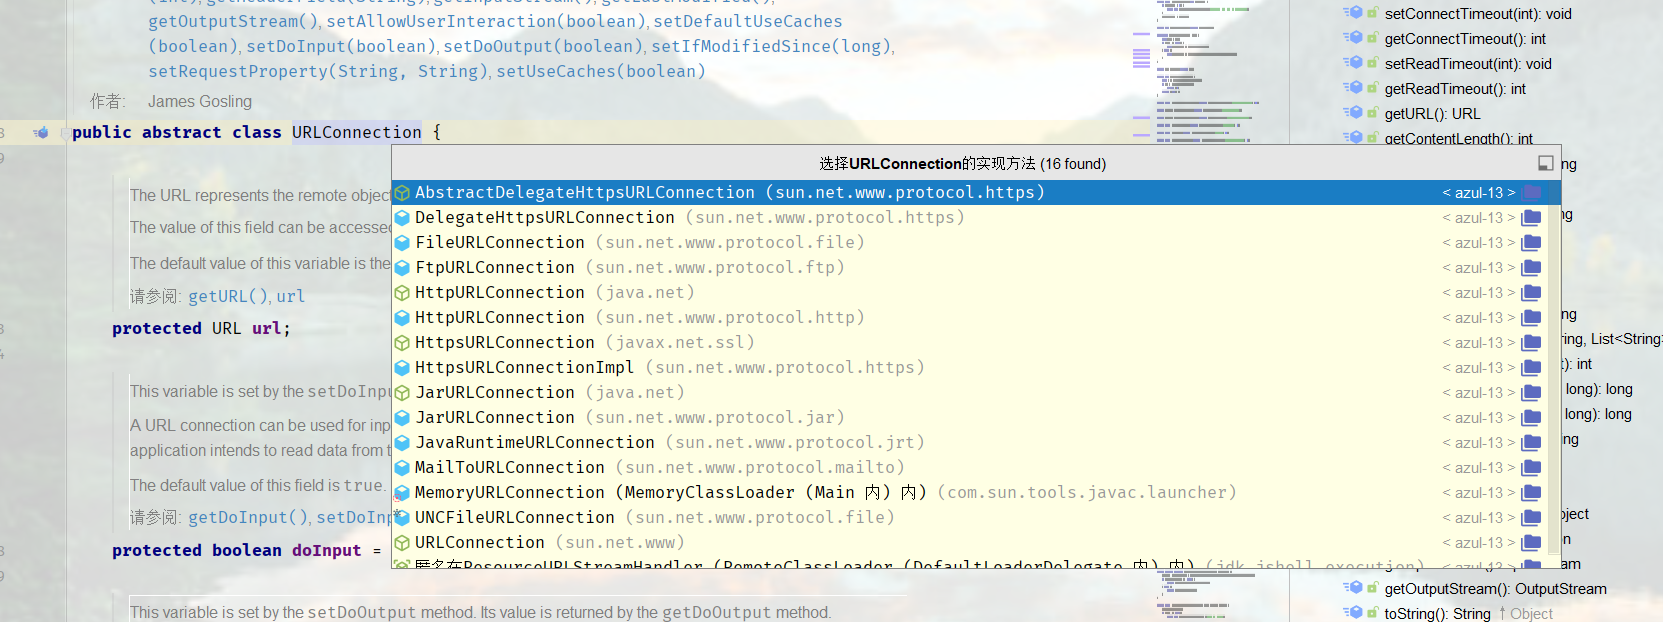 (int), getHeaderField(String), getInputStream(), getLastModified(),
getOutputStream(), setAllowUserInteraction(boolean), setDefaultUseCaches
(boolean), setDoInput(boolean), setDoOutput(boolean), setIfModifiedSince(long),
setRequestProperty(String, String), setUseCaches(boolean)
作者: James Gosling
public abstract class URLConnection {
The URL represents the remote object
The value of this field can be accessed
The default value of this variable is the
请参阅: getURL(), url
protected URL url;
This variable is set by the setDoInpu
A URL connection can be used for inp
application intends to read data from t
The default value of this field is true.
请参阅: getDoInput(), setDoInp
protected boolean doInput =
This variable is set by the setDoOutput method. Its value is returned by the getDoOutput method.
选择URLConnection的实现方法 (16 found)
AbstractDelegateHttpsURLConnection (sun.net.www.protocol.https) < azul-13 >
DelegateHttpsURLConnection (sun.net.www.protocol.https) < azul-13 >
FileURLConnection (sun.net.www.protocol.file) < azul-13 >
FtpURLConnection (sun.net.www.protocol.ftp) < azul-13 >
HttpURLConnection (java.net) < azul-13 >
HttpURLConnection (sun.net.www.protocol.http) < azul-13 >
HttpsURLConnection (javax.net.ssl) < azul-13 >
HttpsURLConnectionImpl (sun.net.www.protocol.https) < azul-13 >
JarURLConnection (java.net) < azul-13 >
JarURLConnection (sun.net.www.protocol.jar) < azul-13 >
JavaRuntimeURLConnection (sun.net.www.protocol.jrt) < azul-13 >
MailToURLConnection (sun.net.www.protocol.mailto) < azul-13 >
MemoryURLConnection (MemoryClassLoader (Main 内) 内) (com.sun.tools.javac.launcher) < azul-13 >
UNCFileURLConnection (sun.net.www.protocol.file) < azul-13 >
URLConnection (sun.net.www) < azul-13 >
匿名在ResourceURLStreamHandler (RemoteClassLoader (DefaultLoaderDelegate 内) 内) (jdk.jshell.execution) < azul-13 >
setConnectTimeout(int): void
getConnectTimeout(): int
setReadTimeout(int): void
getReadTimeout(): int
getURL(): URL
getContentLength(): int
ng
ng
ng
ring, List<String>
t): int
long): long
long): long
ng
bject
n
am
getOutputStream(): OutputStream
toString(): String ↑Object